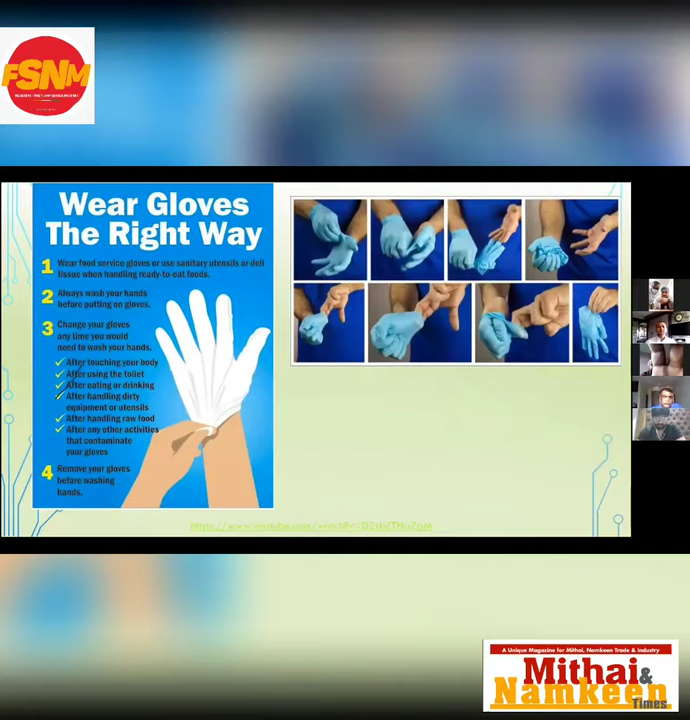 FSNM
Wear Gloves
The Right Way
1 Wear food service gloves or use sanitary utensils or deli
tissue when handling ready-to-eat foods.
2 Always wash your hands
before putting on gloves.
3 Change your gloves
any time you would
need to wash your hands.
✓ After touching your body
✓ After using the toilet
✓ After eating or drinking
✓ After handling dirty
equipment or utensils
✓ After handling raw food
✓ After any other activities
that contaminate
your gloves
4 Remove your gloves
before washing
hands.
A Unique Magazine for Mithai, Namkeen Trade & Industry
Mithai &
Namkeen
Times